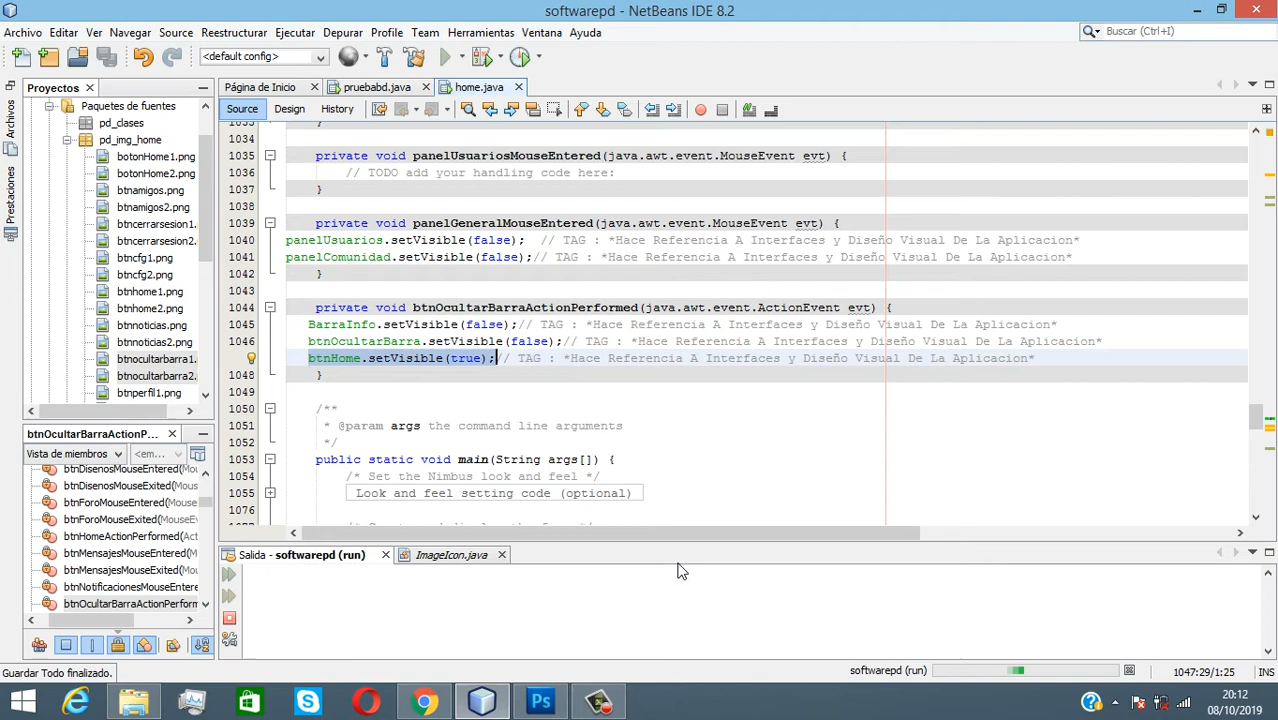 softwarepd - NetBeans IDE 8.2
Archivo Editar Ver Navegar Source Reestructurar Ejecutar Depurar Profile Team Herramientas Ventana Ayuda
Buscar (Ctrl+I)
<default config>
Proyectos
Página de Inicio pruebabd.java home.java
Source Design History
Archivos
Prestaciones
Paquetes de fuentes
pd_clases
pd_img_home
botonHome1.png
botonHome2.png
btnamigos.png
btnamigos2.png
btncerrarsesion1.
btncerrarsesion2.
btncfg1.png
btncfg2.png
btnhome1.png
btnhome2.png
btnnoticias.png
btnnoticias2.png
btnocultarbarra1.
btnocultarbarra2.
btnperfil1.png
1034
1035 private void panelUsuariosMouseEntered(java.awt.event.MouseEvent evt) {
1036 // TODO add your handling code here:
1037 }
1038
1039 private void panelGeneralMouseEntered(java.awt.event.MouseEvent evt) {
1040 panelUsuarios.setVisible(false); // TAG : *Hace Referencia A Interfaces y Diseño Visual De La Aplicacion*
1041 panelComunidad.setVisible(false);// TAG : *Hace Referencia A Interfaces y Diseño Visual De La Aplicacion*
1042 }
1043
1044 private void btnOcultarBarraActionPerformed(java.awt.event.ActionEvent evt) {
1045 BarraInfo.setVisible(false);// TAG : *Hace Referencia A Interfaces y Diseño Visual De La Aplicacion*
1046 btnOcultarBarra.setVisible(false);// TAG : *Hace Referencia A Interfaces y Diseño Visual De La Aplicacion*
btnHome.setVisible(true);// TAG : *Hace Referencia A Interfaces y Diseño Visual De La Aplicacion*
1048 }
1049
1050 /**
1051 * @param args the command line arguments
1052 */
1053 public static void main(String args[]) {
1054 /* Set the Nimbus look and feel */
1055 Look and feel setting code (optional)
btnOcultarBarraActionP...
Vista de miembros <em...
btnDisenosMouseEntered(
btnDisenosMouseExited(M
btnForoMouseEntered(Mo
btnForoMouseExited(Mou
btnHomeActionPerformed(Act
btnMensajesMouseEntered(
btnMensajesMouseExited(M
btnNotificacionesMouseEntered
btnOcultarBarraActionPerform
Salida - softwarepd (run) ImageIcon.java
Guardar Todo finalizado.
softwarepd (run)
1047:29/1:25 INS
20:12
08/10/2019